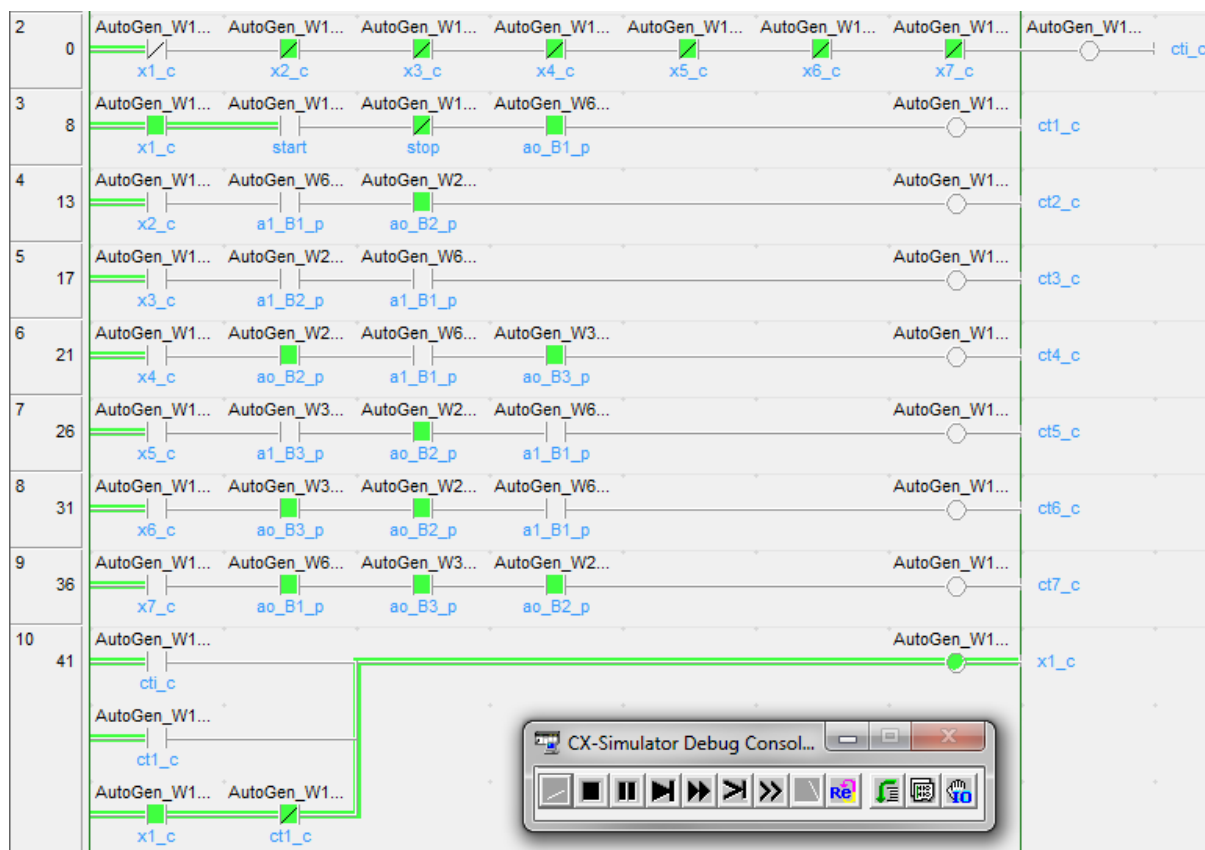 2 AutoGen_W1... AutoGen_W1... AutoGen_W1... AutoGen_W1... AutoGen_W1... AutoGen_W1... AutoGen_W1... AutoGen_W1...
0 cti_c
x1_c x2_c x3_c x4_c x5_c x6_c x7_c
3 AutoGen_W1... AutoGen_W1... AutoGen_W1... AutoGen_W6... AutoGen_W1...
8 ct1_c
x1_c start stop ao_B1_p
4 AutoGen_W1... AutoGen_W6... AutoGen_W2... AutoGen_W1...
13 ct2_c
x2_c a1_B1_p ao_B2_p
5 AutoGen_W1... AutoGen_W2... AutoGen_W6... AutoGen_W1...
17 ct3_c
x3_c a1_B2_p a1_B1_p
6 AutoGen_W1... AutoGen_W2... AutoGen_W6... AutoGen_W3... AutoGen_W1...
21 ct4_c
x4_c ao_B2_p a1_B1_p ao_B3_p
7 AutoGen_W1... AutoGen_W3... AutoGen_W2... AutoGen_W6... AutoGen_W1...
26 ct5_c
x5_c a1_B3_p ao_B2_p a1_B1_p
8 AutoGen_W1... AutoGen_W3... AutoGen_W2... AutoGen_W6... AutoGen_W1...
31 ct6_c
x6_c ao_B3_p ao_B2_p a1_B1_p
9 AutoGen_W1... AutoGen_W6... AutoGen_W3... AutoGen_W2... AutoGen_W1...
36 ct7_c
x7_c ao_B1_p ao_B3_p ao_B2_p
10 AutoGen_W1... AutoGen_W1...
41 x1_c
cti_c
AutoGen_W1...
ct1_c
AutoGen_W1... AutoGen_W1...
x1_c ct1_c
CX-Simulator Debug Consol...
Re
IO